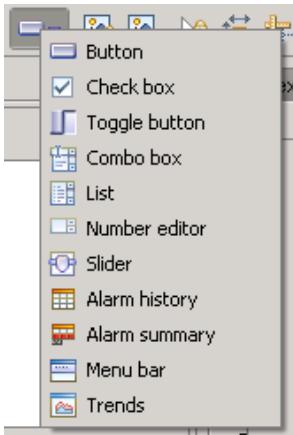 Button
Check box
Toggle button
Combo box
List
Number editor
Slider
Alarm history
Alarm summary
Menu bar
Trends